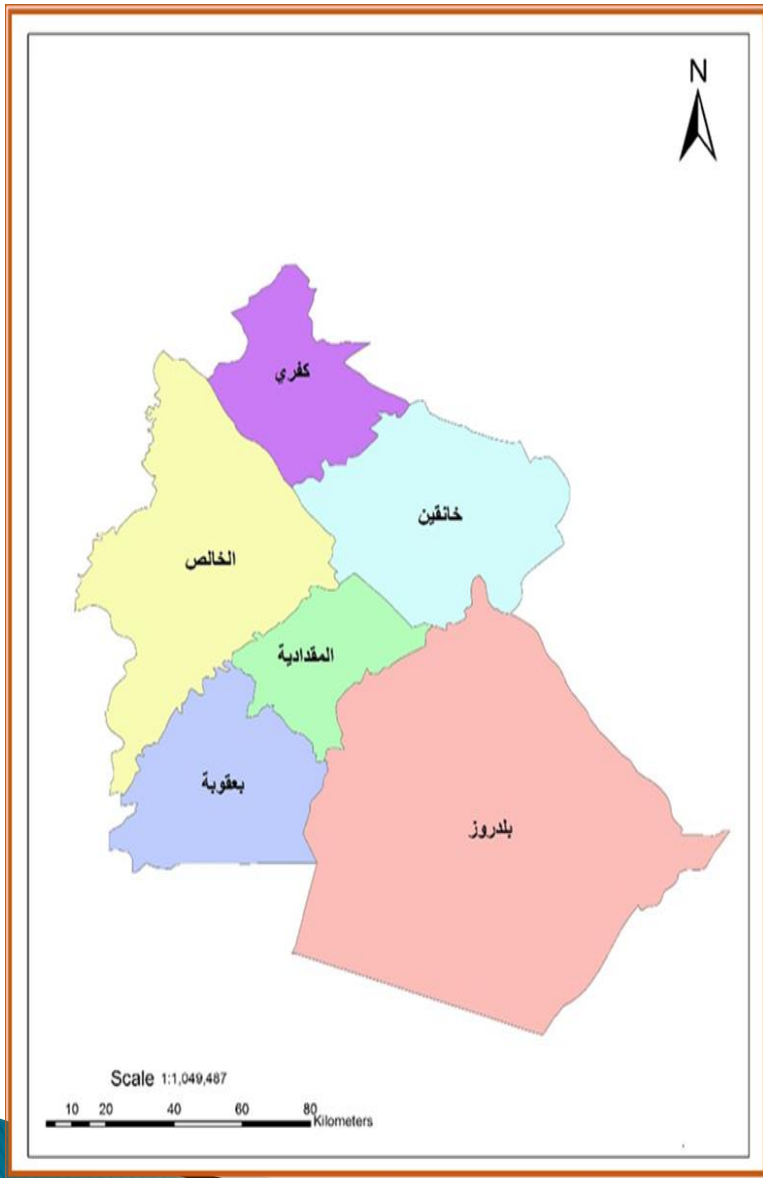 N
كفري
خانقين
الخالص
المقدادية
بعقوبة
بلدروز
Scale 1:1,049,487
10 20 40 60 80
Kilometers